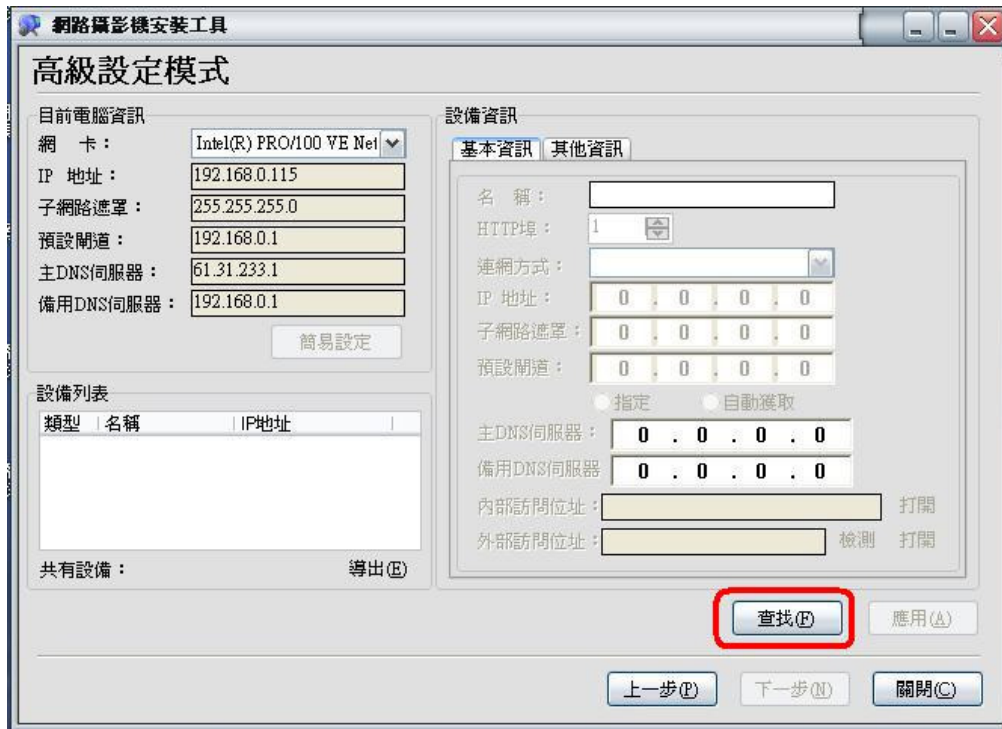 網路攝影機安裝工具
高級設定模式
目前電腦資訊
網 卡： Intel(R) PRO/100 VE Net
IP 地址： 192.168.0.115
子網路遮罩： 255.255.255.0
預設閘道： 192.168.0.1
主DNS伺服器： 61.31.233.1
備用DNS伺服器： 192.168.0.1
簡易設定
設備列表
類型 名稱 IP地址
共有設備： 導出(E)
設備資訊
基本資訊 其他資訊
名 稱：
HTTP埠： 1
連網方式：
IP 地址： 0 . 0 . 0 . 0
子網路遮罩： 0 . 0 . 0 . 0
預設閘道： 0 . 0 . 0 . 0
指定 自動獲取
主DNS伺服器： 0 . 0 . 0 . 0
備用DNS伺服器 0 . 0 . 0 . 0
內部訪問位址： 打開
外部訪問位址： 檢測 打開
查找(F) 應用(A)
上一步(P) 下一步(N) 關閉(C)